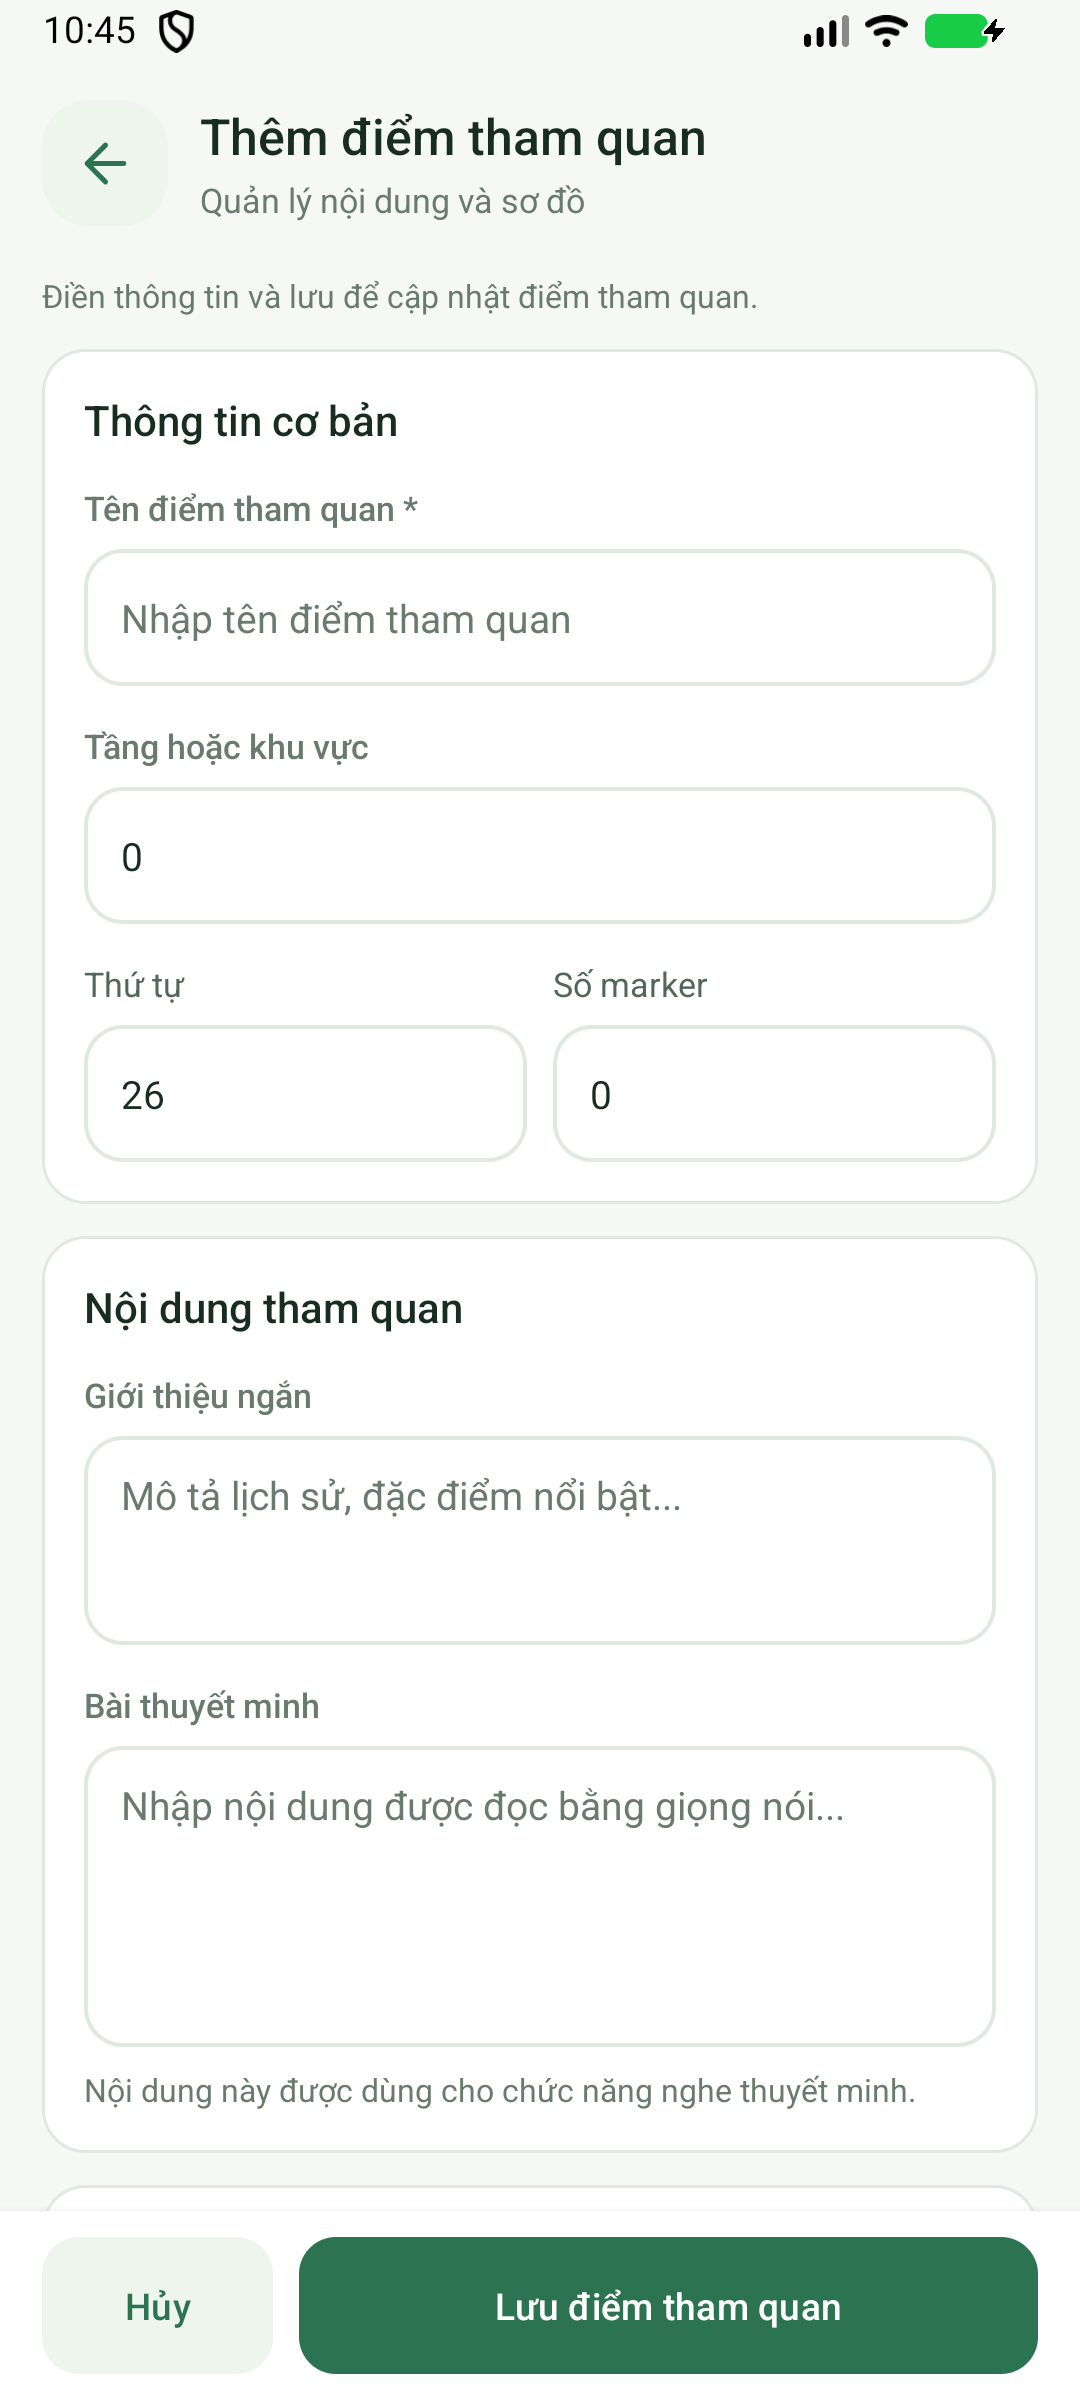 10:45
Thêm điểm tham quan
Quản lý nội dung và sơ đồ
Điền thông tin và lưu để cập nhật điểm tham quan.
Thông tin cơ bản
Tên điểm tham quan *
Nhập tên điểm tham quan
Tầng hoặc khu vực
0
Thứ tự
Số marker
26
0
Nội dung tham quan
Giới thiệu ngắn
Mô tả lịch sử, đặc điểm nổi bật...
Bài thuyết minh
Nhập nội dung được đọc bằng giọng nói...
Nội dung này được dùng cho chức năng nghe thuyết minh.
Hủy
Lưu điểm tham quan